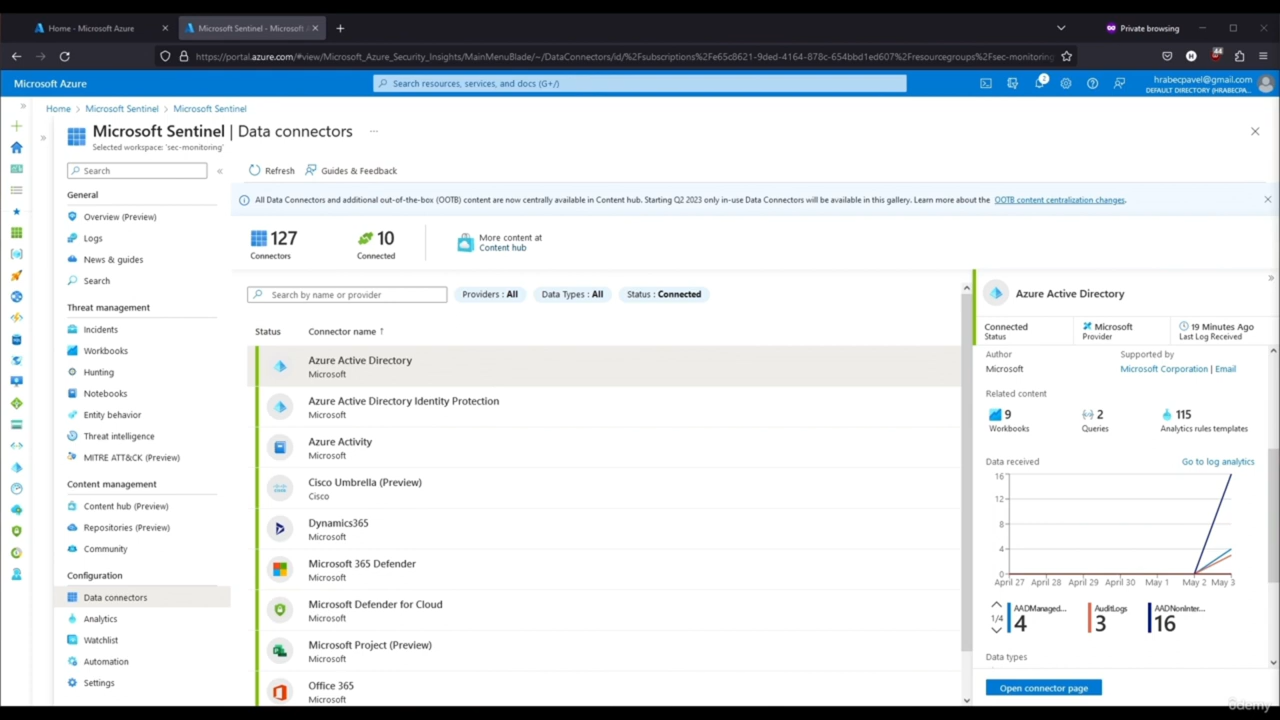 Home - Microsoft Azure
Microsoft Sentinel - Microsoft A
Private browsing
https://portal.azure.com/#view/Microsoft_Azure_Security_Insights/MainMenuBlade/~/DataConnectors/id/%2Fsubscriptions%2Fe65c8621-9ded-4164-878c-654bbd1ed607%2Fresourcegroups%2Fsec-monitoring
44
Microsoft Azure
Search resources, services, and docs (G+/)
2
hrabecpavel@gmail.com
DEFAULT DIRECTORY (HRABECPA...
Home > Microsoft Sentinel > Microsoft Sentinel
Microsoft Sentinel | Data connectors ...
Selected workspace: 'sec-monitoring'
Search
Refresh
Guides & Feedback
General
Overview (Preview)
Logs
News & guides
Search
Threat management
Incidents
Workbooks
Hunting
Notebooks
Entity behavior
Threat intelligence
MITRE ATT&CK (Preview)
Content management
Content hub (Preview)
Repositories (Preview)
Community
Configuration
Data connectors
Analytics
Watchlist
Automation
Settings
All Data Connectors and additional out-of-the-box (OOTB) content are now centrally available in Content hub. Starting Q2 2023 only in-use Data Connectors will be available in this gallery. Learn more about the OOTB content centralization changes.
127
Connectors
10
Connected
More content at
Content hub
Search by name or provider
Providers : All
Data Types : All
Status : Connected
Status
Connector name ↑
Azure Active Directory
Microsoft
Azure Active Directory Identity Protection
Microsoft
Azure Activity
Microsoft
Cisco Umbrella (Preview)
Cisco
Dynamics365
Microsoft
Microsoft 365 Defender
Microsoft
Microsoft Defender for Cloud
Microsoft
Microsoft Project (Preview)
Microsoft
Office 365
Microsoft
Azure Active Directory
Connected
Status
Microsoft
Provider
19 Minutes Ago
Last Log Received
Author
Microsoft
Supported by
Microsoft Corporation | Email
Related content
9
Workbooks
2
Queries
115
Analytics rules templates
Data received
Go to log analytics
16
12
8
4
0
April 27 April 28 April 29 April 30 May 1 May 2 May 3
1/4
AADManaged...
4
AuditLogs
3
AADNonInter...
16
Data types
Open connector page
ûdemy